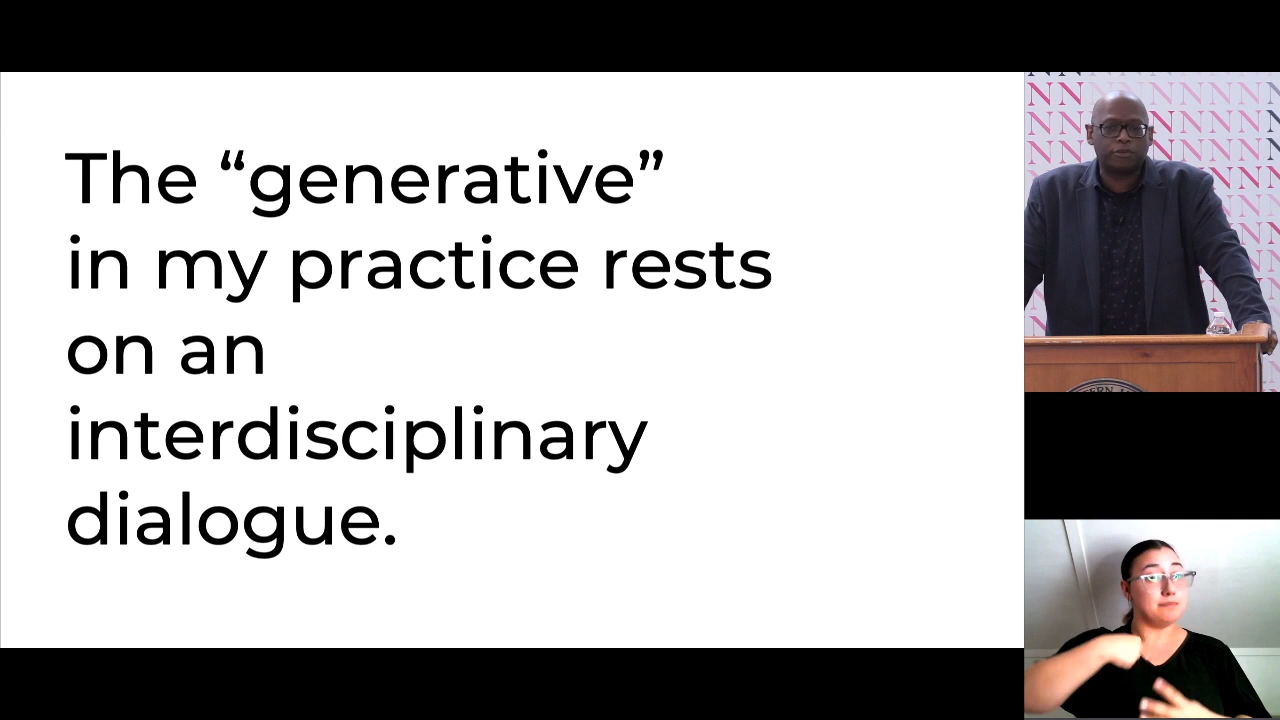 The “generative”
in my practice rests
on an
interdisciplinary
dialogue.